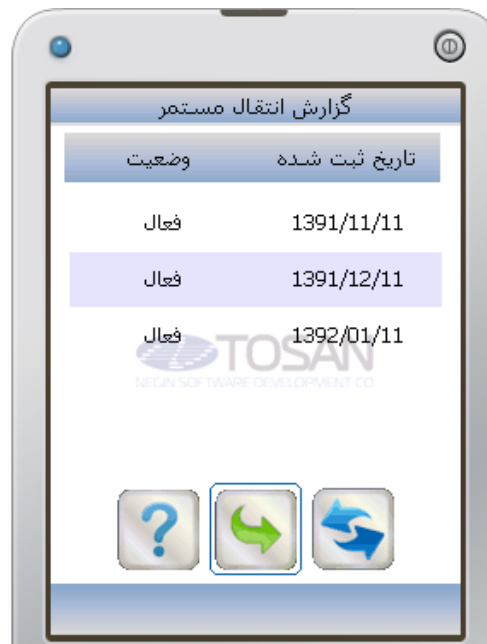 گزارش انتقال مستمر
تاریخ ثبت شده وضعیت
1391/11/11 فعال
1391/12/11 فعال
1392/01/11 فعال
TOSAN
NEGIN SOFTWARE DEVELOPMENT CO
?